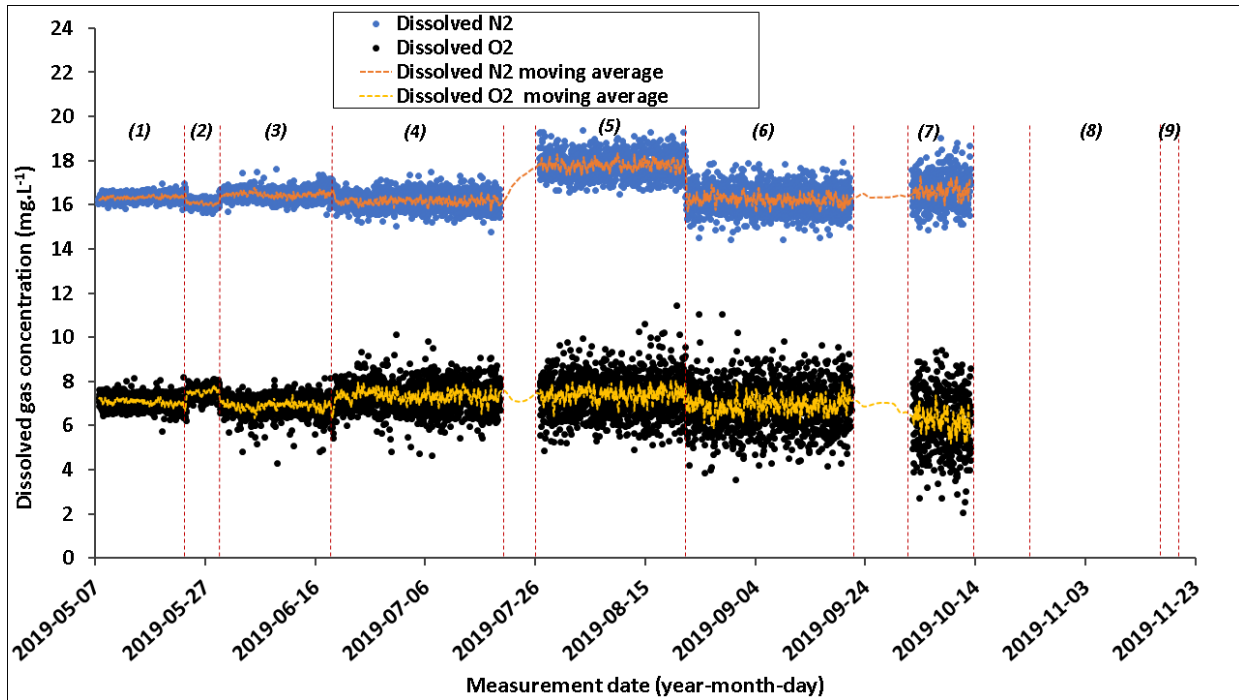 24
22
20
18
16
14
12
10
8
6
4
2
0
Dissolved gas concentration (mg.L-1)
Dissolved N2
Dissolved O2
Dissolved N2 moving average
Dissolved O2 moving average
(1) (2) (3) (4) (5) (6) (7) (8) (9)
2019-05-07 2019-05-27 2019-06-16 2019-07-06 2019-07-26 2019-08-15 2019-09-04 2019-09-24 2019-10-14 2019-11-03 2019-11-23
Measurement date (year-month-day)